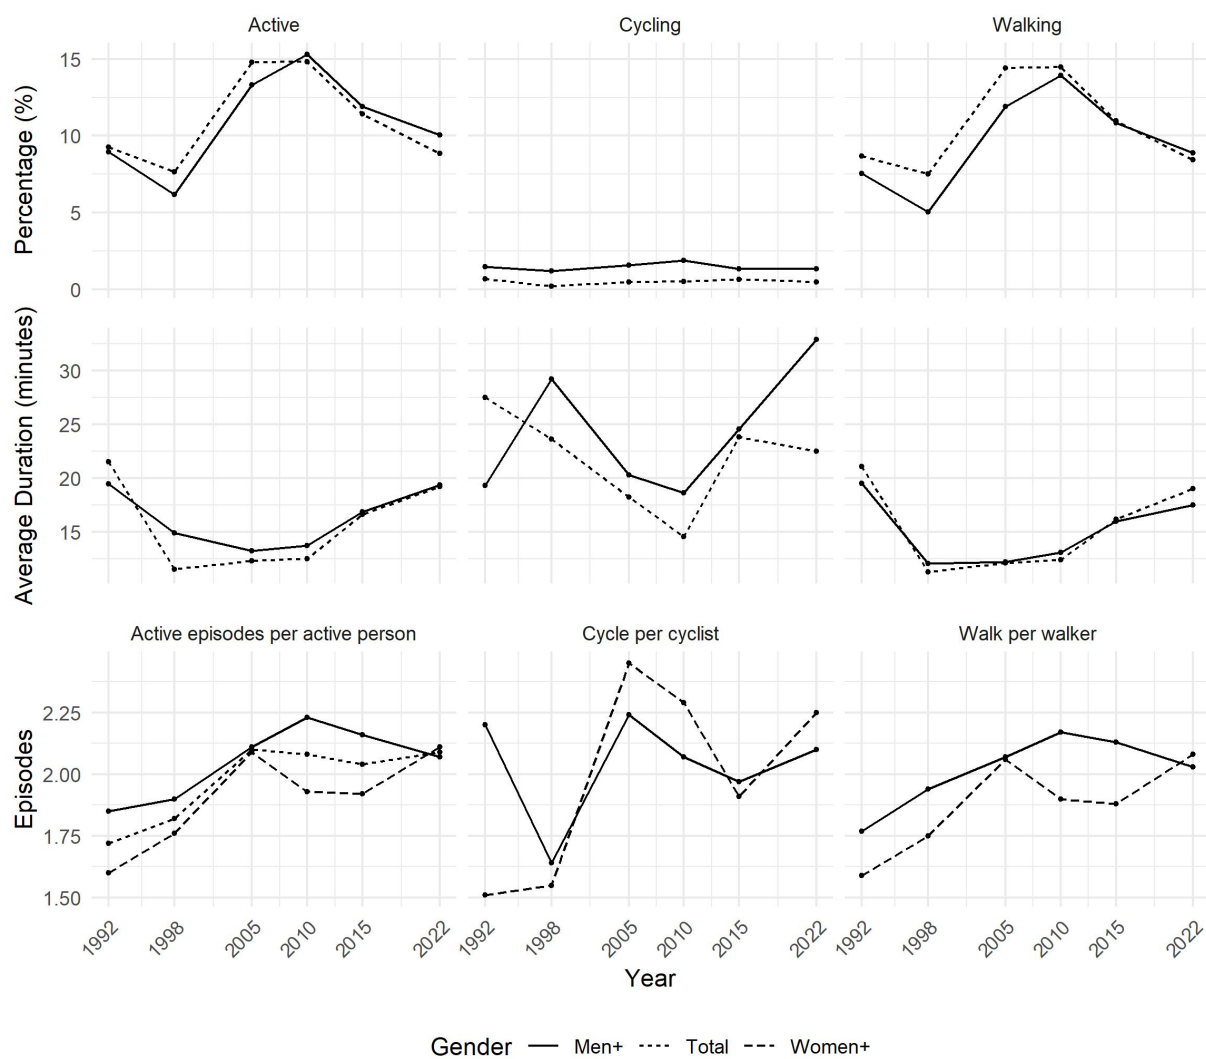 Active Cycling Walking
Percentage (%)
15
10
5
0
Average Duration (minutes)
30
25
20
15
Active episodes per active person Cycle per cyclist Walk per walker
Episodes
2.25
2.00
1.75
1.50
1992 1998 2005 2010 2015 2022 1992 1998 2005 2010 2015 2022 1992 1998 2005 2010 2015 2022
Year
Gender Men+ Total Women+